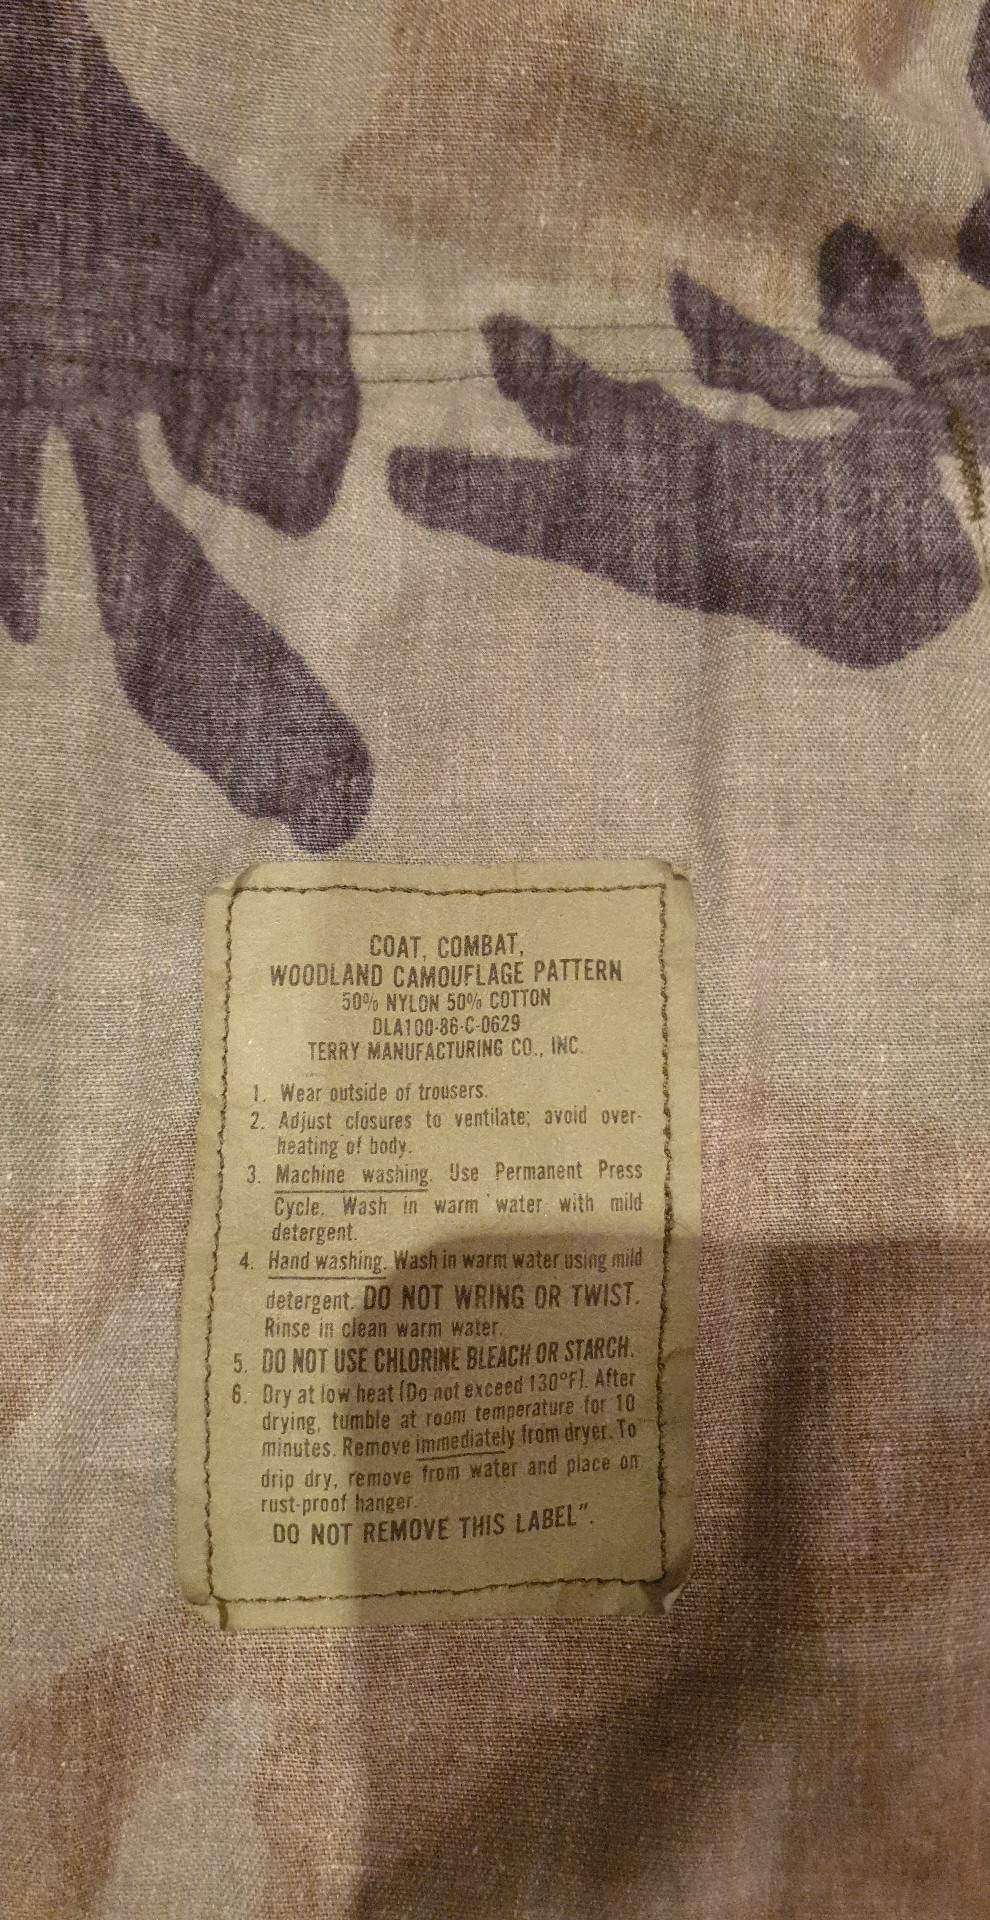 COAT, COMBAT,
WOODLAND CAMOUFLAGE PATTERN
50% NYLON 50% COTTON
DLA100-86-C-0629
TERRY MANUFACTURING CO., INC.
1. Wear outside of trousers.
2. Adjust closures to ventilate; avoid over-
heating of body.
3. Machine washing. Use Permanent Press
Cycle. Wash in warm water with mild
detergent.
4. Hand washing. Wash in warm water using mild
detergent. DO NOT WRING OR TWIST.
Rinse in clean warm water.
5. DO NOT USE CHLORINE BLEACH OR STARCH.
6. Dry at low heat (Do not exceed 130°F). After
drying, tumble at room temperature for 10
minutes. Remove immediately from dryer. To
drip dry, remove from water and place on
rust-proof hanger.
DO NOT REMOVE THIS LABEL".